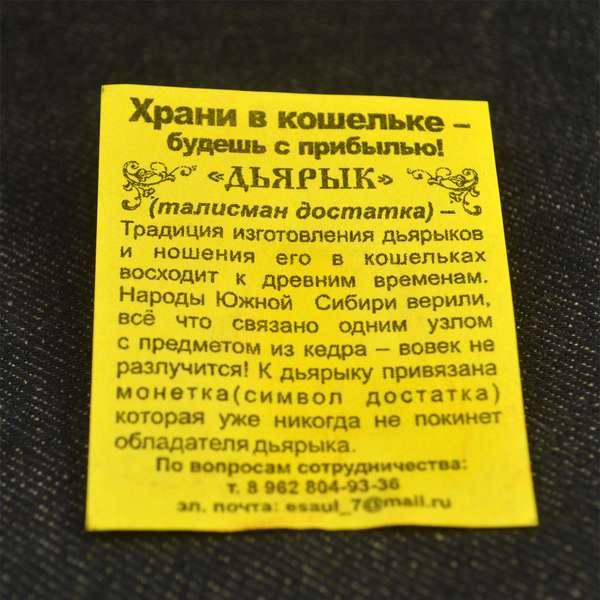 Храни в кошельке –
будешь с прибылью!
«ДЬЯРЫК»
(талисман достатка) –
Традиция изготовления дьярыков
и ношения его в кошельках
восходит к древним временам.
Народы Южной Сибири верили,
всё что связано одним узлом
с предметом из кедра – вовек не
разлучится! К дьярыку привязана
монетка(символ достатка)
которая уже никогда не покинет
обладателя дьярыка.
По вопросам сотрудничества:
т. 8 962 804-93-36
эл. почта: esaul_7@mail.ru